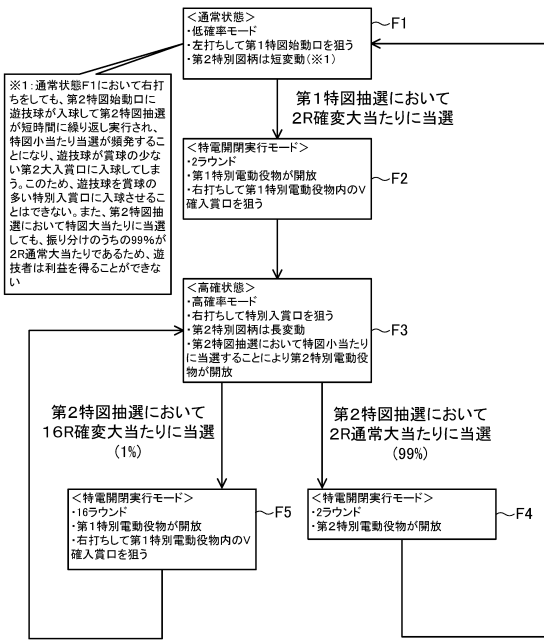 <通常状態>
・低確率モード
・左打ちして第1特図始動口を狙う
・第2特別図柄は短変動(※1)
F1
※1:通常状態F1において右打
ちをしても、第2特図始動口に
遊技球が入球して第2特図抽選
が短時間に繰り返し実行され、
特図小当たり当選が頻発するこ
とになり、遊技球が賞球の少な
い第2大入賞口に入球してしま
う。このため、遊技球を賞球の
多い特別入賞口に入球させるこ
とはできない。また、第2特図抽
選において特図大当たりに当選
しても、振り分けのうちの99%が
2R通常大当たりであるため、遊
技者は利益を得ることができな
い
第1特図抽選において
2R確変大当たりに当選
<特電開閉実行モード>
・2ラウンド
・第1特別電動役物が開放
・右打ちして第1特別電動役物内のV
確入賞口を狙う
F2
<高確状態>
・高確率モード
・右打ちして特別入賞口を狙う
・第2特別図柄は長変動
・第2特図抽選において特図小当たり
に当選することにより第2特別電動役
物が開放
F3
第2特図抽選において
16R確変大当たりに当選
(1%)
第2特図抽選において
2R通常大当たりに当選
(99%)
<特電開閉実行モード>
・16ラウンド
・第1特別電動役物が開放
・右打ちして第1特別電動役物内のV
確入賞口を狙う
F5
<特電開閉実行モード>
・2ラウンド
・第2特別電動役物が開放
F4